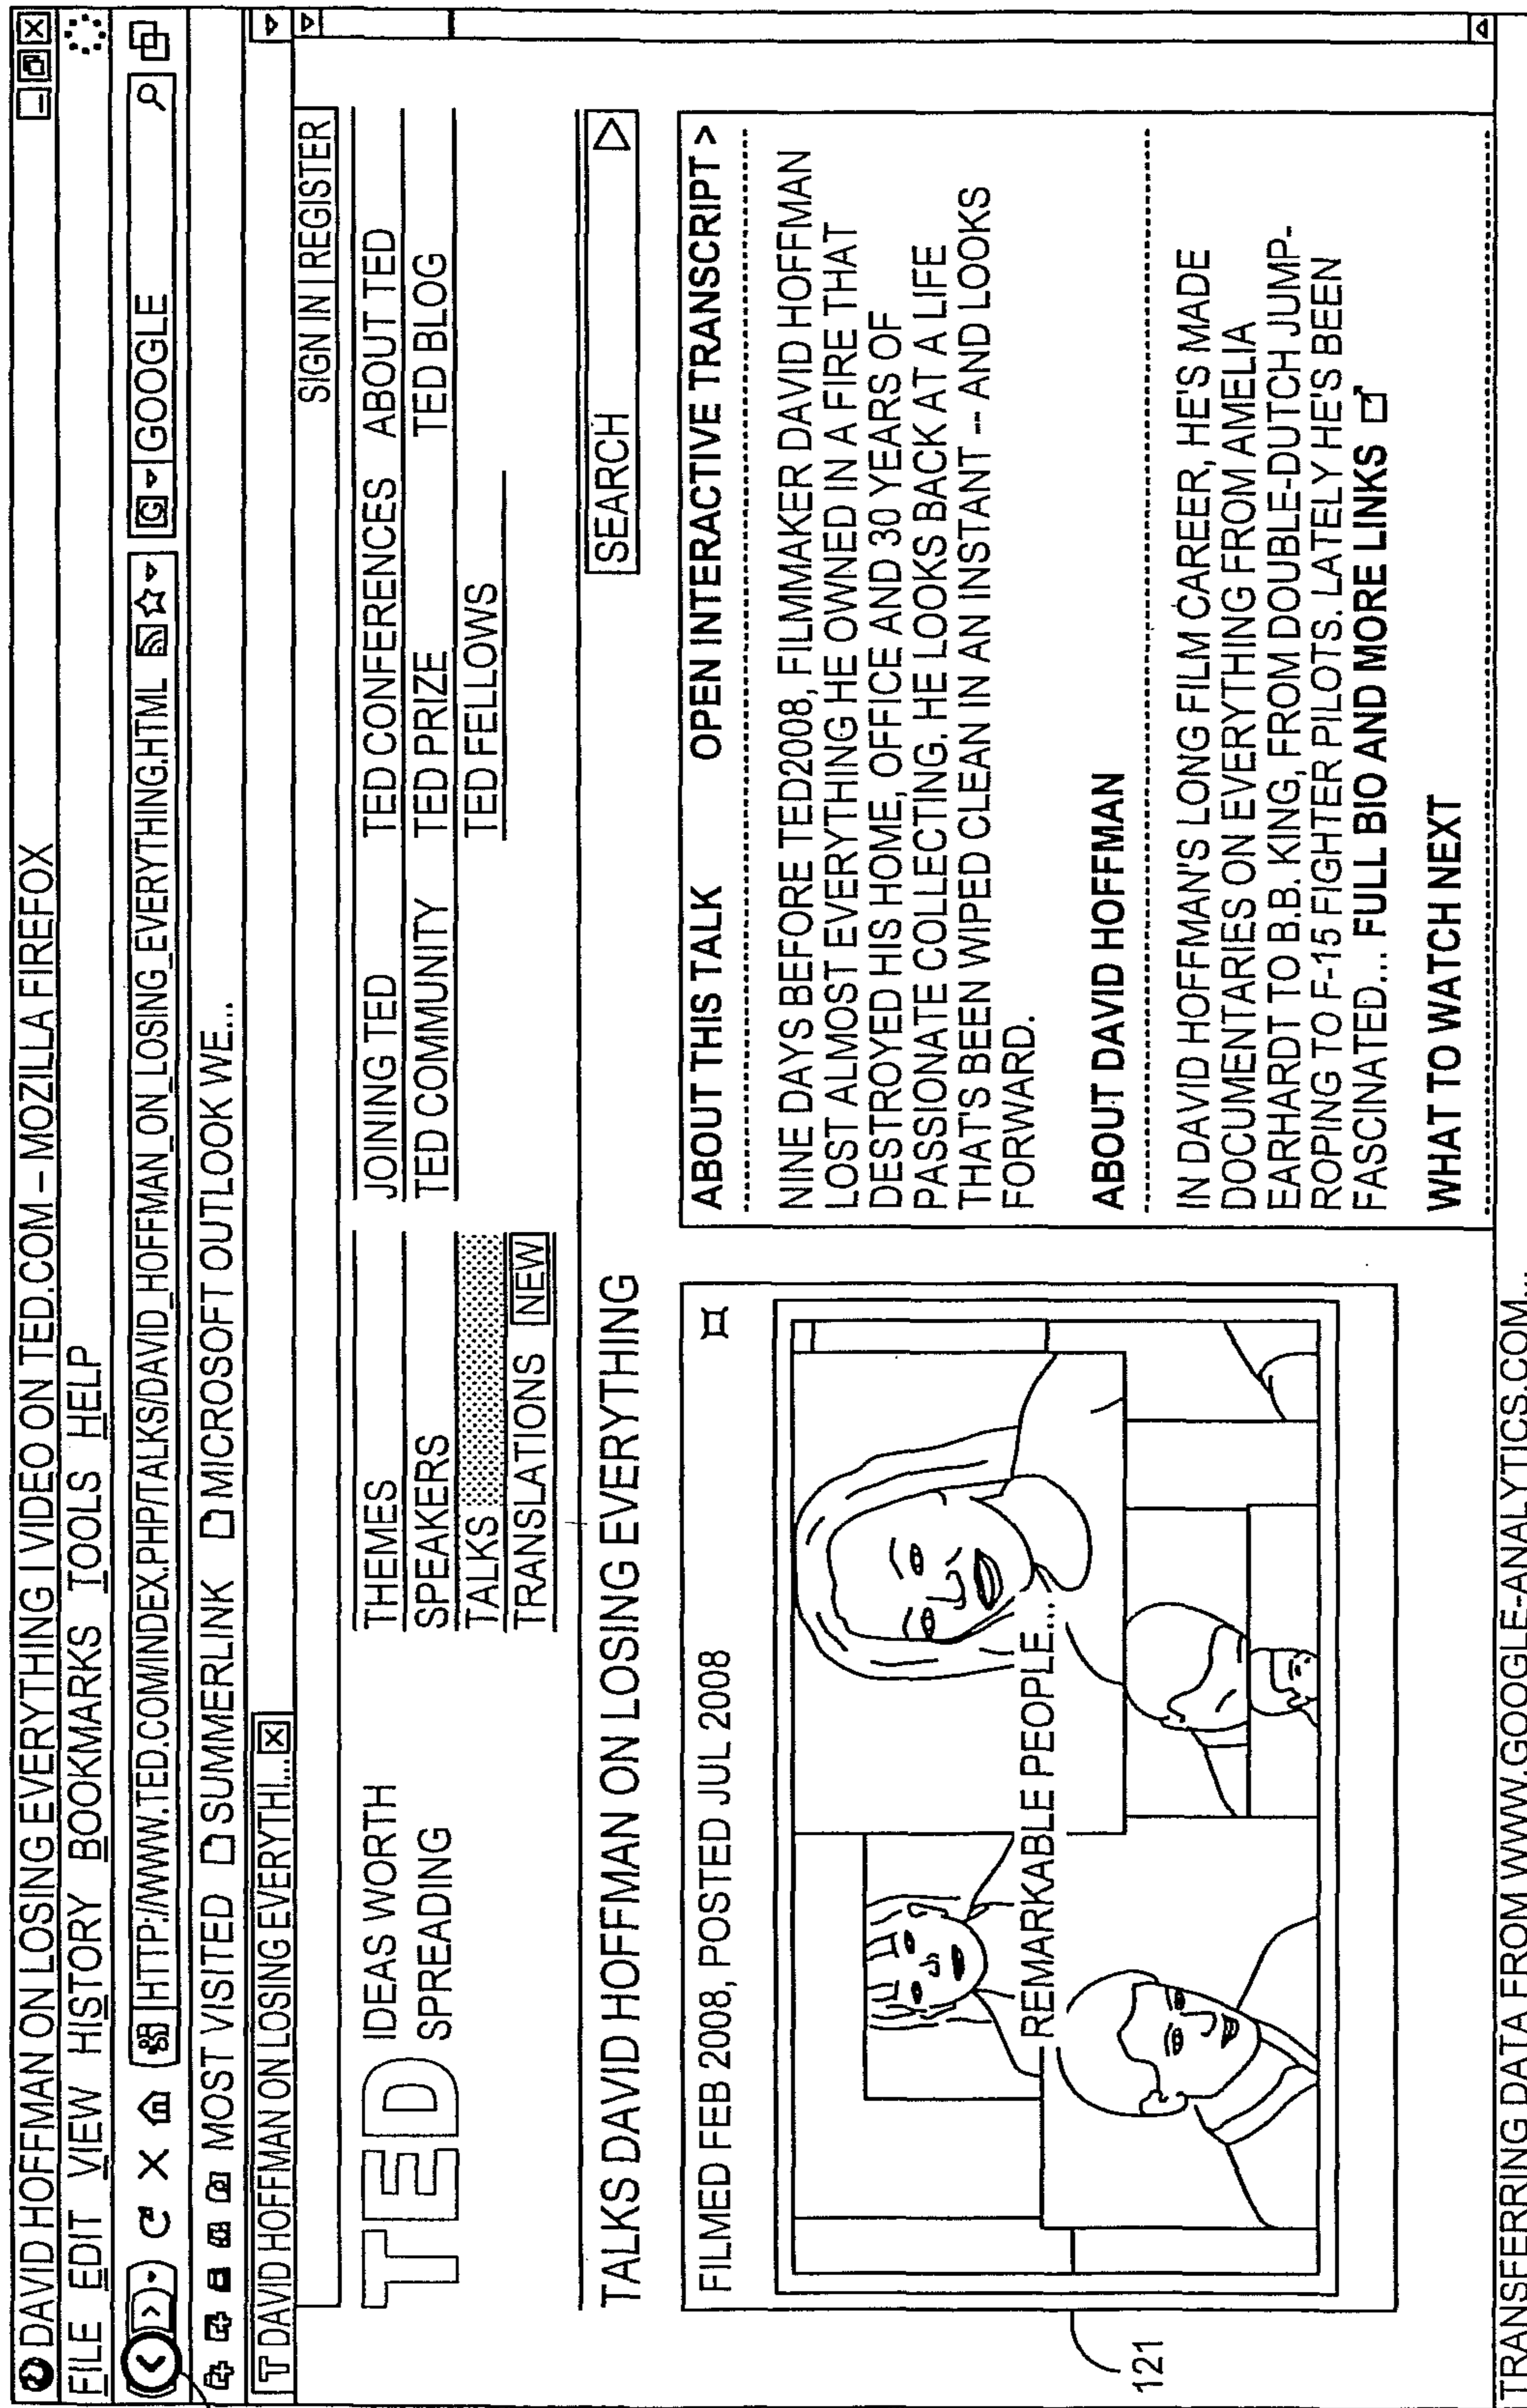 DAVID HOFFMAN ON LOSING EVERYTHING | VIDEO ON TED.COM – MOZILLA FIREFOX
FILE EDIT VIEW HISTORY BOOKMARKS TOOLS HELP
HTTP://WWW.TED.COM/INDEX.PHP/TALKS/DAVID_HOFFMAN_ON_LOSING_EVERYTHING.HTML
G GOOGLE
MOST VISITED SUMMERLINK MICROSOFT OUTLOOK WE...
T DAVID HOFFMAN ON LOSING EVERYTHI... X
SIGN IN | REGISTER
TED IDEAS WORTH
SPREADING
THEMES JOINING TED TED CONFERENCES ABOUT TED
SPEAKERS TED COMMUNITY TED PRIZE TED BLOG
TALKS TED FELLOWS
TRANSLATIONS NEW
TALKS DAVID HOFFMAN ON LOSING EVERYTHING
SEARCH
FILMED FEB 2008, POSTED JUL 2008
REMARKABLE PEOPLE...
121
ABOUT THIS TALK OPEN INTERACTIVE TRANSCRIPT >
NINE DAYS BEFORE TED2008, FILMMAKER DAVID HOFFMAN
LOST ALMOST EVERYTHING HE OWNED IN A FIRE THAT
DESTROYED HIS HOME, OFFICE AND 30 YEARS OF
PASSIONATE COLLECTING. HE LOOKS BACK AT A LIFE
THAT'S BEEN WIPED CLEAN IN AN INSTANT -- AND LOOKS
FORWARD.
ABOUT DAVID HOFFMAN
IN DAVID HOFFMAN'S LONG FILM CAREER, HE'S MADE
DOCUMENTARIES ON EVERYTHING FROM AMELIA
EARHARDT TO B.B. KING, FROM DOUBLE-DUTCH JUMP-
ROPING TO F-15 FIGHTER PILOTS. LATELY HE'S BEEN
FASCINATED... FULL BIO AND MORE LINKS
WHAT TO WATCH NEXT
TRANSFERRING DATA FROM WWW.GOOGLE-ANALYTICS.COM...